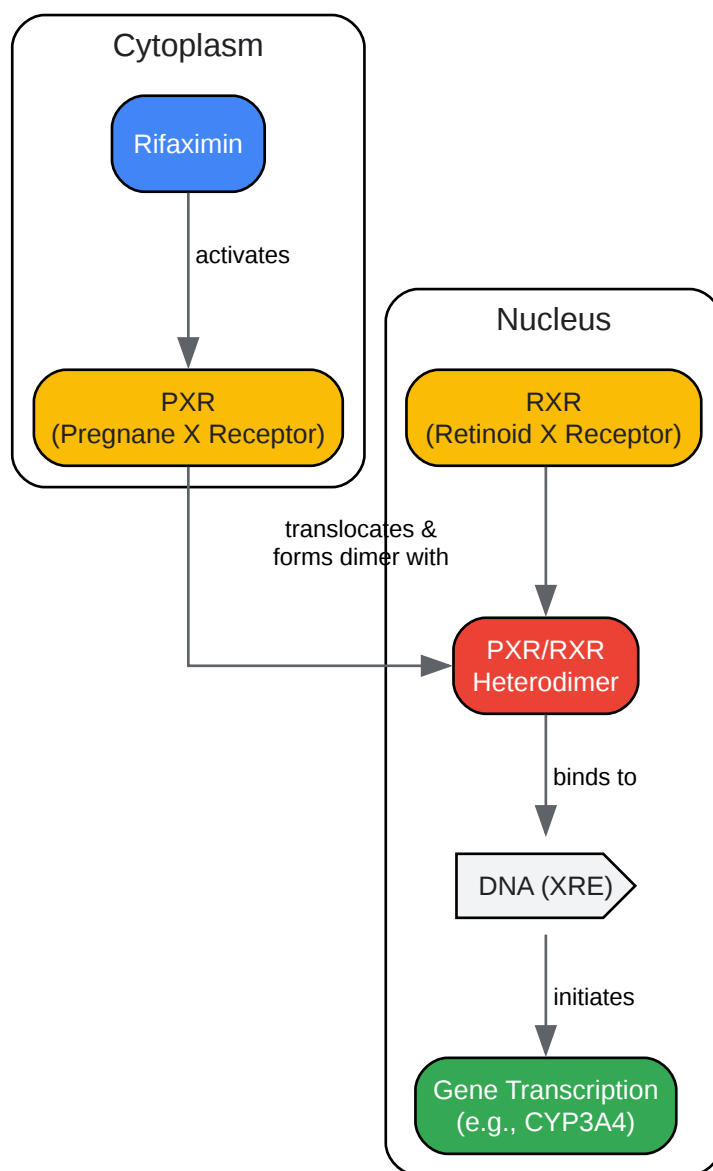 Cytoplasm
Rifaximin
activates
Nucleus
PXR
(Pregnane X Receptor)
RXR
(Retinoid X Receptor)
translocates &
forms dimer with
PXR/RXR
Heterodimer
binds to
DNA (XRE)
initiates
Gene Transcription
(e.g., CYP3A4)